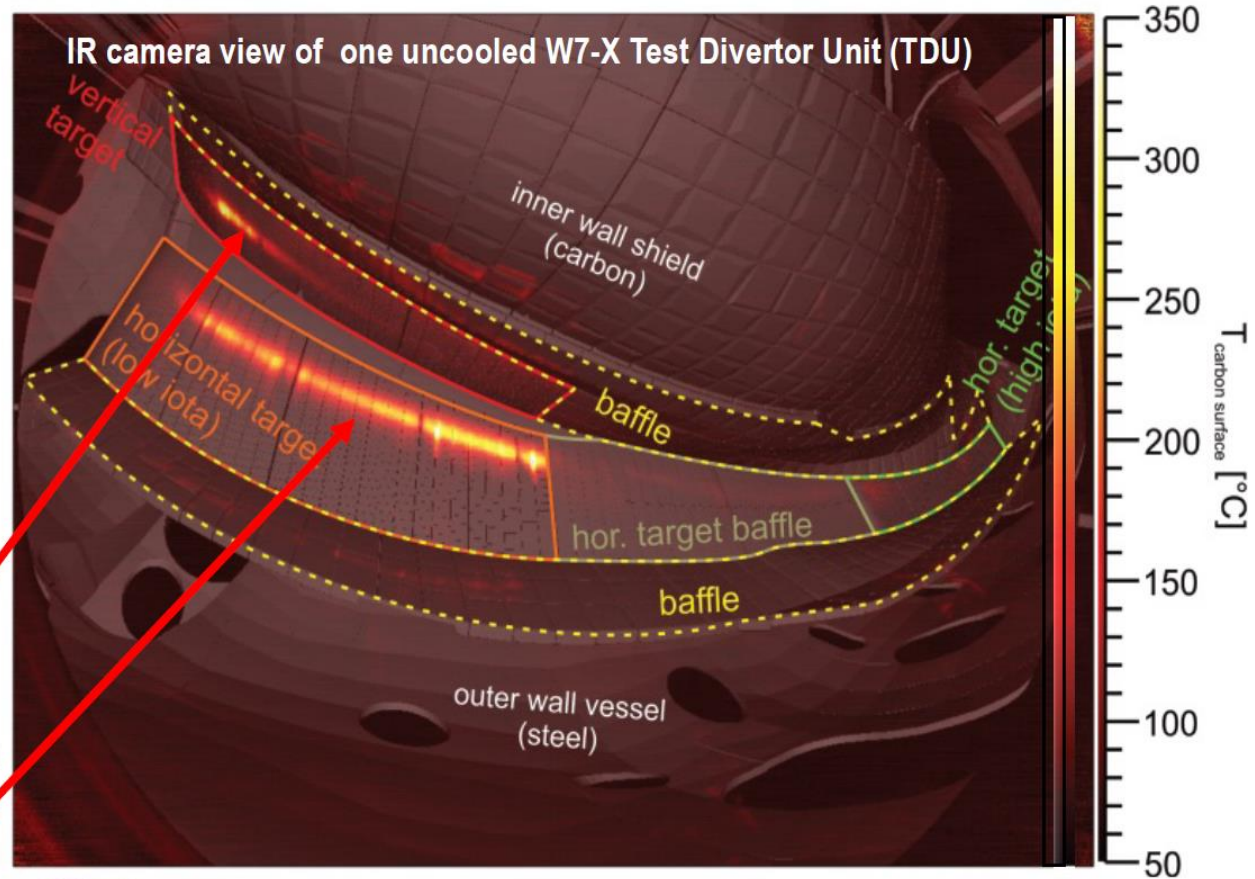 IR camera view of one uncooled W7-X Test Divertor Unit (TDU)
vertical
target
inner wall shield
(carbon)
horizontal targe
(low iota)
hor. target
(high iota)
baffle
hor. target baffle
baffle
outer wall vessel
(steel)
350
300
250
200
150
100
50
T carbon surface [°C]